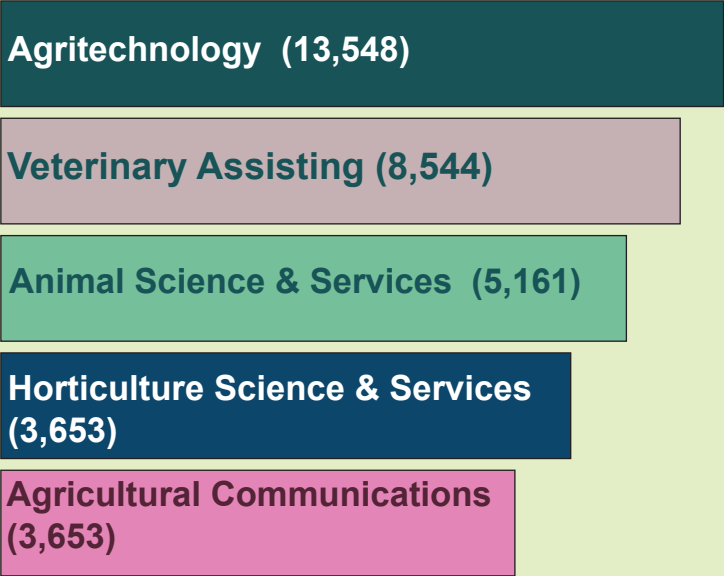 Agritechnology  (13,548)
Veterinary Assisting (8,544)
Animal Science & Services  (5,161)
Horticulture Science & Services
(3,653)
Agricultural Communications
(3,653)